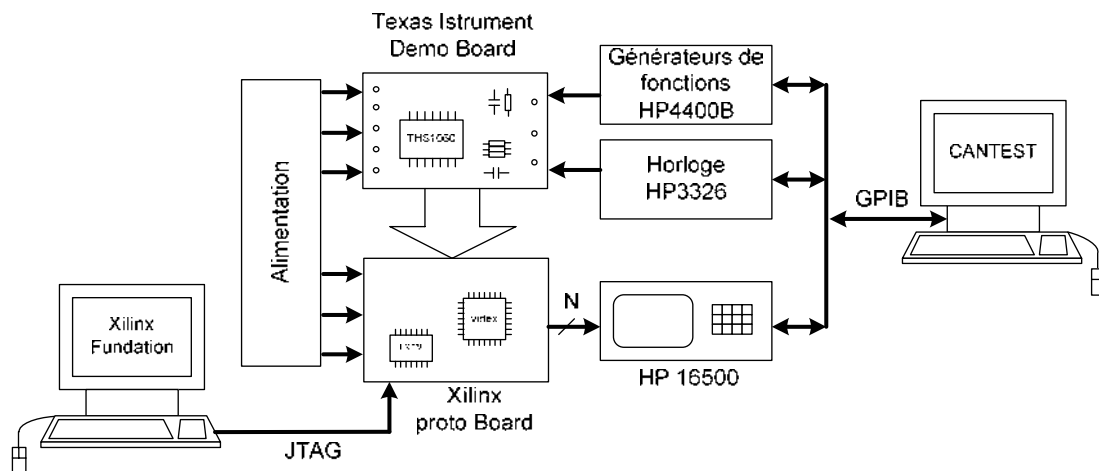 Texas Istrument
Demo Board
Générateurs de
fonctions
HP4400B
Horloge
HP3326
CANTEST
GPIB
Alimentation
Virtex
N
HP 16500
Xilinx
Fundation
Xilinx
proto Board
JTAG